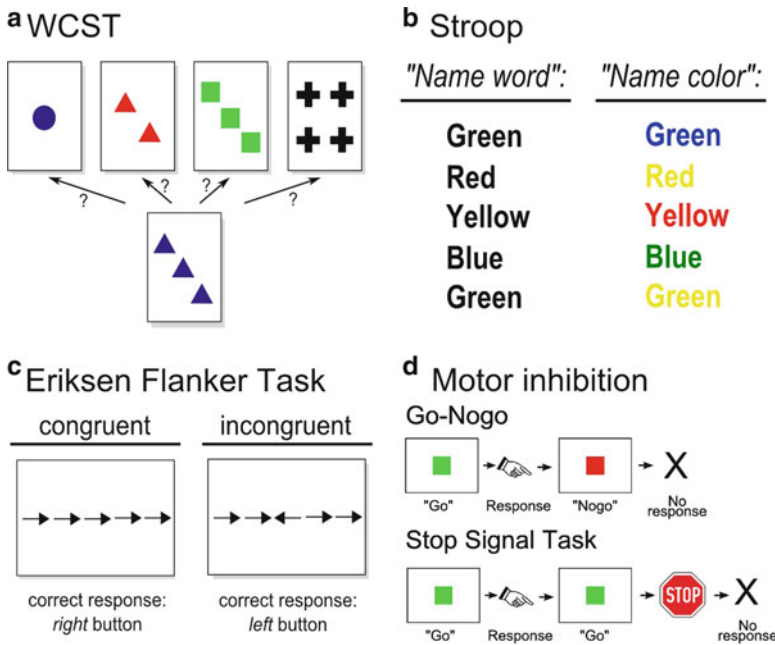 a WCST
? ? ? ?
b Stroop
"Name word": "Name color":
Green Green
Red Red
Yellow Yellow
Blue Blue
Green Green
c Eriksen Flanker Task
congruent incongruent
correct response: correct response:
right button left button
d Motor inhibition
Go-Nogo
X
"Go" Response "Nogo" No
response
Stop Signal Task
STOP X
"Go" Response "Go" No
response